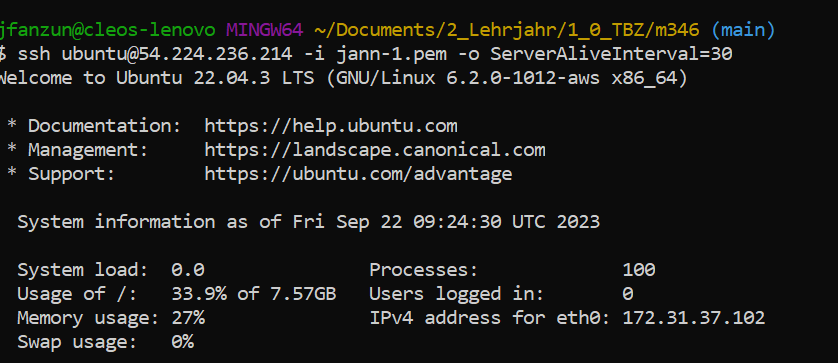 jfanzun@cleos-lenovo MINGW64 ~/Documents/2_Lehrjahr/1_0_TBZ/m346 (main)
$ ssh ubuntu@54.224.236.214 -i jann-1.pem -o ServerAliveInterval=30
Welcome to Ubuntu 22.04.3 LTS (GNU/Linux 6.2.0-1012-aws x86_64)
* Documentation:  https://help.ubuntu.com
* Management:     https://landscape.canonical.com
* Support:        https://ubuntu.com/advantage
System information as of Fri Sep 22 09:24:30 UTC 2023
System load:  0.0                Processes:             100
Usage of /:   33.9% of 7.57GB   Users logged in:       0
Memory usage: 27%                IPv4 address for eth0: 172.31.37.102
Swap usage:   0%